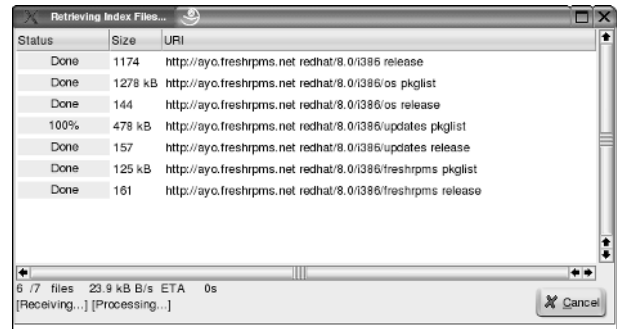 Retrieving Index Files...
Status Size URI
Done 1174 http://ayo.freshrpms.net redhat/8.0/i386 release
Done 1278 kB http://ayo.freshrpms.net redhat/8.0/i386/os pkglist
Done 144 http://ayo.freshrpms.net redhat/8.0/i386/os release
100% 478 kB http://ayo.freshrpms.net redhat/8.0/i386/updates pkglist
Done 157 http://ayo.freshrpms.net redhat/8.0/i386/updates release
Done 125 kB http://ayo.freshrpms.net redhat/8.0/i386/freshrpms pkglist
Done 161 http://ayo.freshrpms.net redhat/8.0/i386/freshrpms release
6 /7 files 23.9 kB B/s ETA 0s
[Receiving...] [Processing...]
Cancel